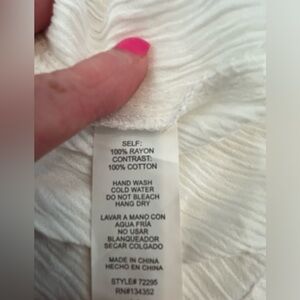 SELF:
100% RAYON
CONTRAST:
100% COTTON
HAND WASH
COLD WATER
DO NOT BLEACH
HANG DRY
LAVAR A MANO CON
AGUA FRIA
NO USAR
BLANQUEADOR
SECAR COLGADO
MADE IN CHINA
HECHO EN CHINA
STYLE# 72295
RN#134352